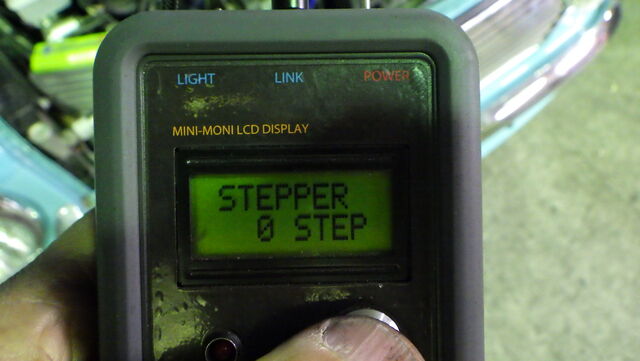 LIGHT LINK POWER
MINI-MONI LCD DISPLAY
STEPPER
0 STEP